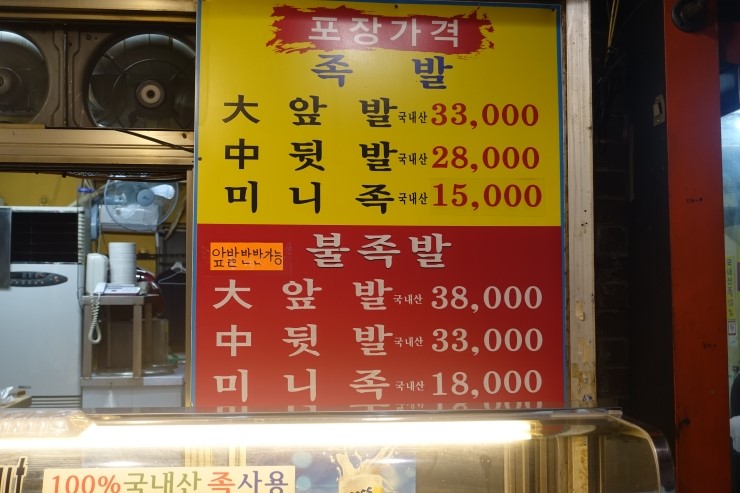 포장가격
족 발
大 앞 발 국내산 33,000
中 뒷 발 국내산 28,000
미 니 족 국내산 15,000
앞발 반반가능 불족발
大 앞 발 국내산 38,000
中 뒷 발 국내산 33,000
미 니 족 국내산 18,000
100%국내산 족사용